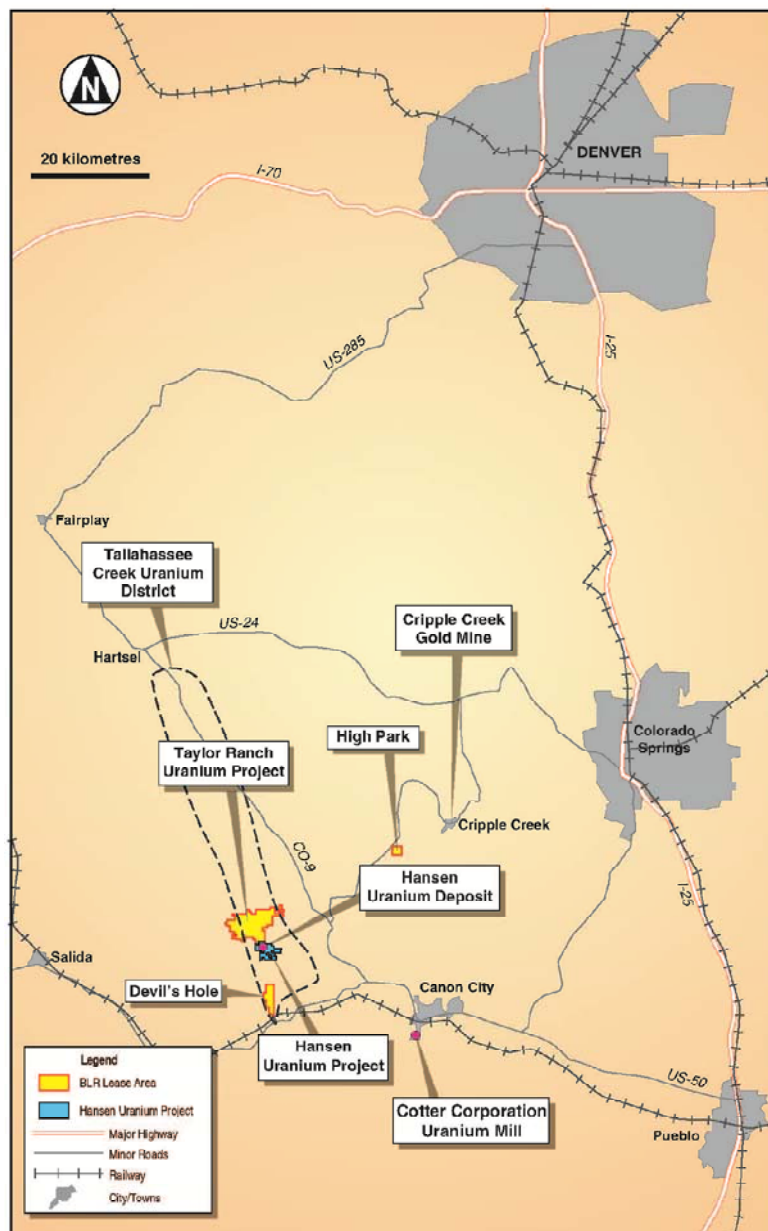 N
20 kilometres
I-70
DENVER
US-285
I-25
Fairplay
Tallahassee
Creek Uranium
District
US-24
Cripple Creek
Gold Mine
Hartsel
Colorado
Springs
High Park
Taylor Ranch
Uranium Project
Cripple Creek
CO-9
Hansen
Uranium Deposit
I-25
Salida
Devil's Hole
Canon City
Hansen
Uranium Project
US-50
Cotter Corporation
Uranium Mill
Pueblo
Legend
BLR Lease Area
Hansen Uranium Project
Major Highway
Minor Roads
Railway
City/Towns